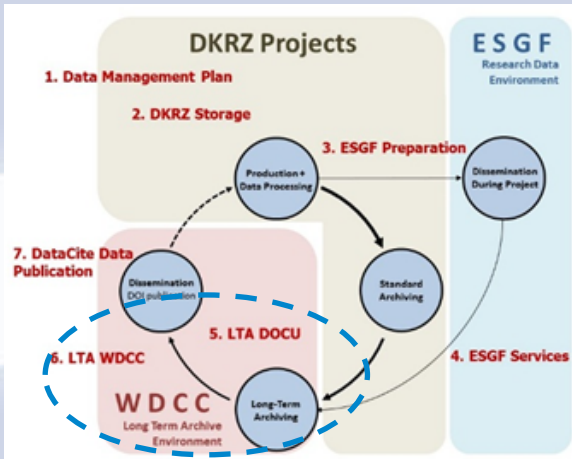 DKRZ Projects
E S G F
Research Data
Environment
1. Data Management Plan
2. DKRZ Storage
3. ESGF Preparation
Production +
Data Processing
Dissemination
During Project
7. DataCite Data
Publication
Dissemination
DOI publication
Standard
Archiving
5. LTA DOCU
6. LTA WDCC
4. ESGF Services
W D C C
Long Term Archive
Environment
Long-Term
Archiving